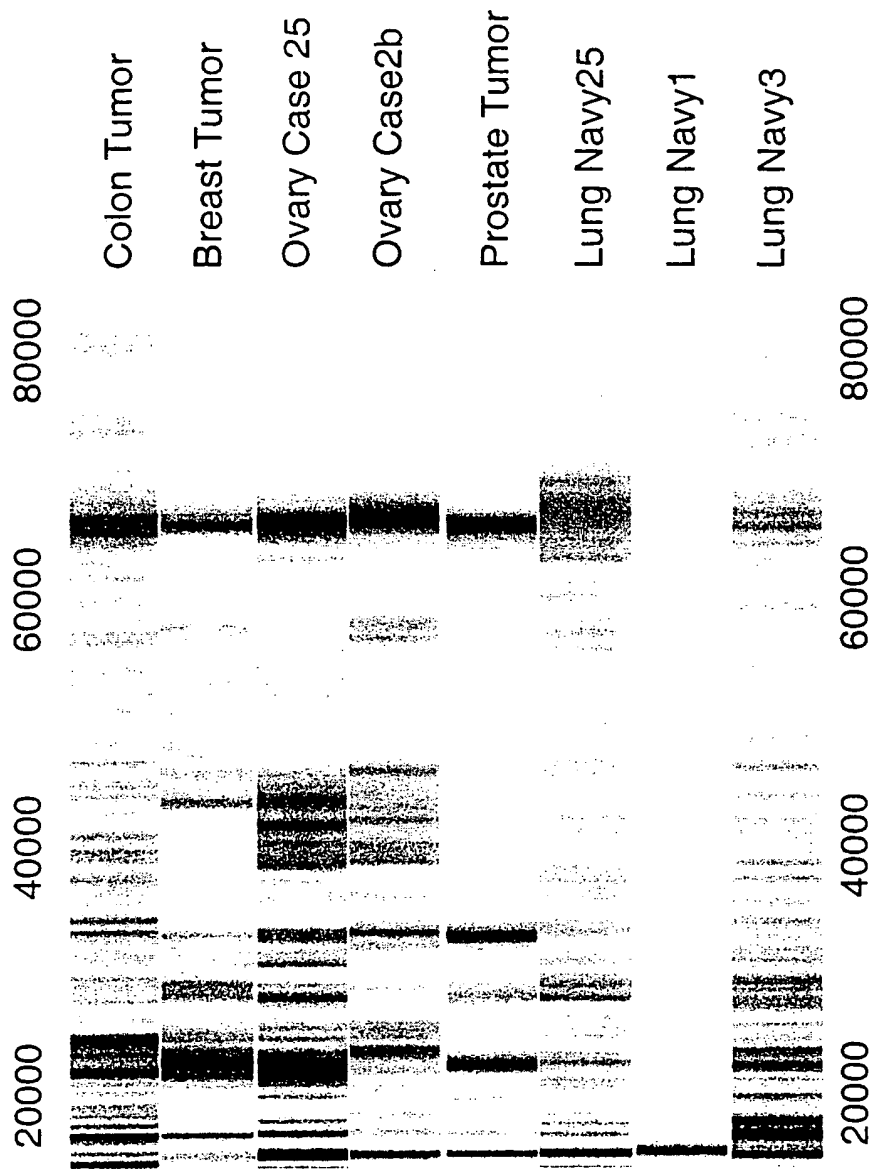 Colon Tumor
Breast Tumor
Ovary Case 25
Ovary Case2b
Prostate Tumor
Lung Navy25
Lung Navy1
Lung Navy3
80000
60000
40000
20000
80000
60000
40000
20000